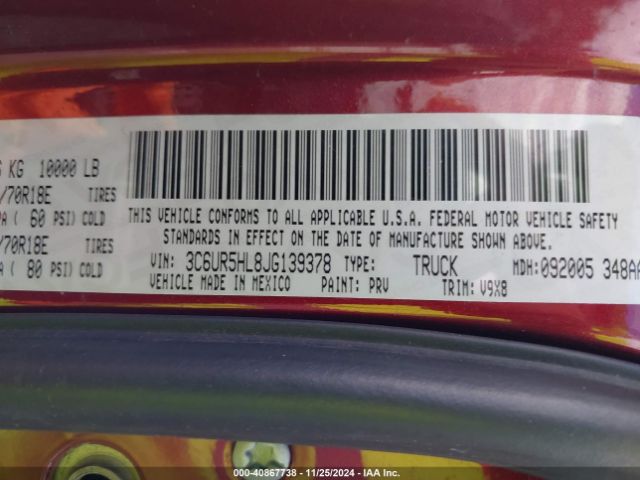 KG 10000 LB
/70R18E TIRES
(60 PSI) COLD
/70R18E TIRES
(80 PSI) COLD
THIS VEHICLE CONFORMS TO ALL APPLICABLE U.S.A. FEDERAL MOTOR VEHICLE SAFETY
STANDARDS IN EFFECT ON THE DATE OF MANUFACTURE SHOWN ABOVE.
VIN: 3C6UR5HL8JG139378 TYPE: TRUCK MDH:092005 348AA
VEHICLE MADE IN MEXICO PAINT: PRV TRIM: V9X8
000-40867738 - 11/25/2024 - IAA Inc.